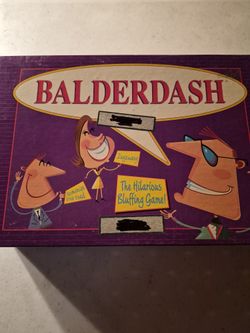 BALDERDASH
The Hilarious
Bluffing Game!